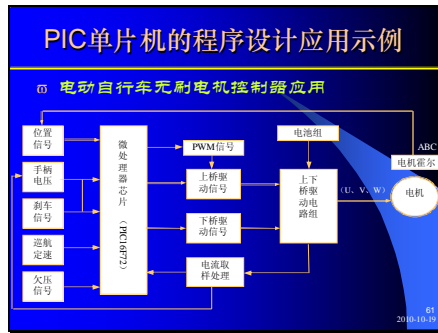 PIC单片机的程序设计应用示例
ϖ 电动自行车无刷电机控制器应用
位置
信号
手柄
电压
刹车
信号
巡航
定速
欠压
信号
微
处
理
器
芯
片
（PIC16F72）
PWM信号
上桥驱
动信号
下桥驱
动信号
电流取
样处理
电池组
上下
桥驱
动电
路组
（U、V、W）
ABC
电机霍尔
电机
61
2010-10-19